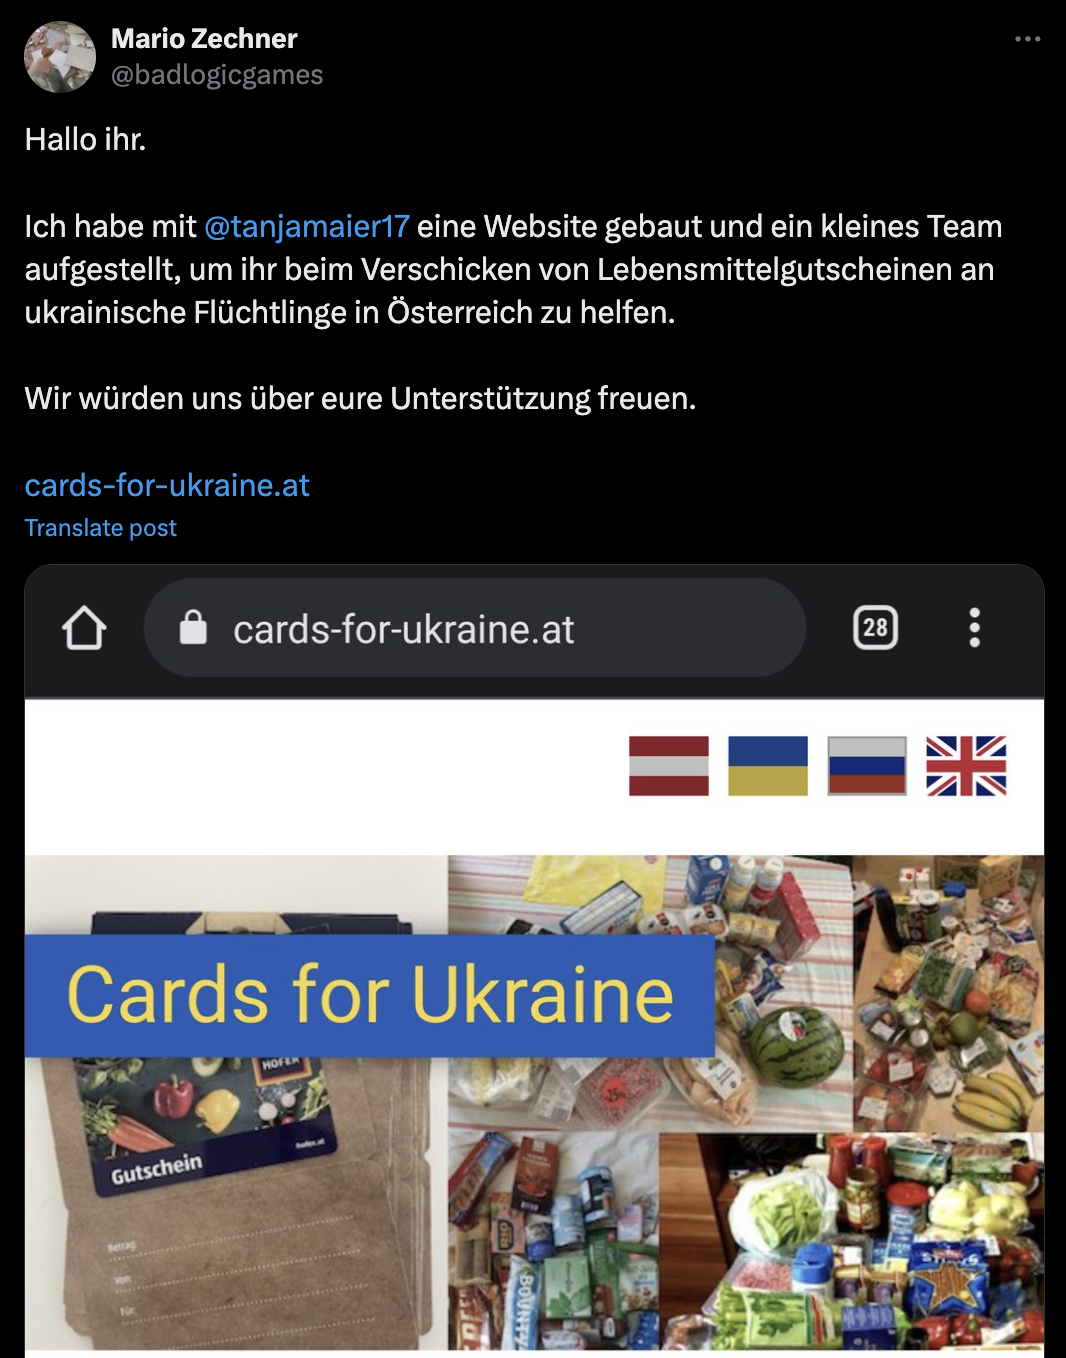 Mario Zechner
@badlogicgames
Hallo ihr.
Ich habe mit @tanjamaier17 eine Website gebaut und ein kleines Team
aufgestellt, um ihr beim Verschicken von Lebensmittelgutscheinen an
ukrainische Flüchtlinge in Österreich zu helfen.
Wir würden uns über eure Unterstützung freuen.
cards-for-ukraine.at
Translate post
cards-for-ukraine.at
28
Cards for Ukraine
HOFER
hofer.at
Gutschein
Betrag:
Von:
Für:
-25%
BOUNTY